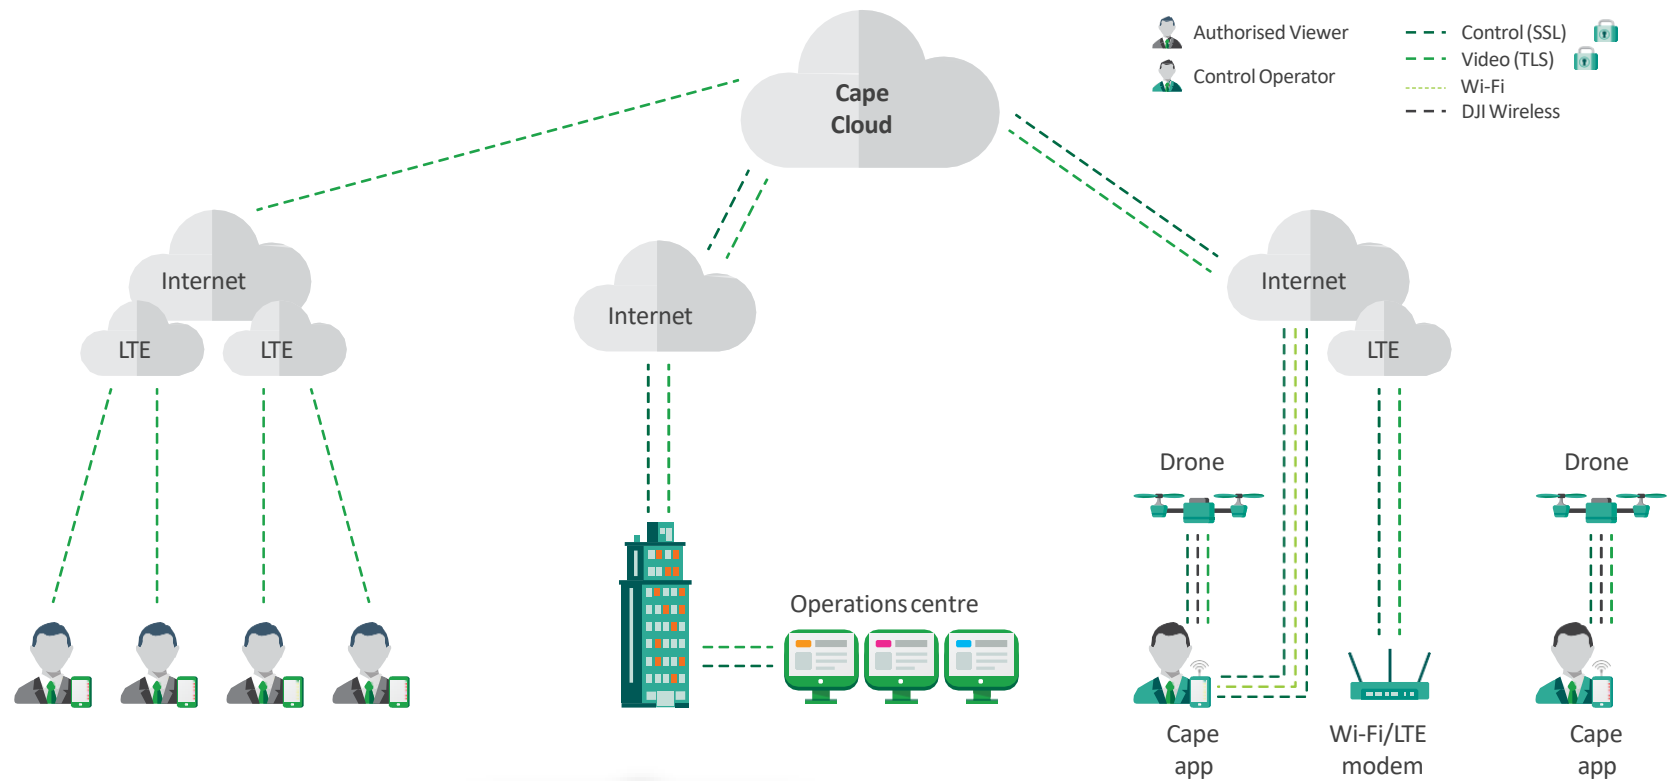 Authorised Viewer
Control Operator
Control (SSL)
Video (TLS)
Wi-Fi
DJI Wireless
Cape
Cloud
Internet
LTE
LTE
Internet
Internet
LTE
Drone
Drone
Operations centre
Cape
app
Wi-Fi/LTE
modem
Cape
app